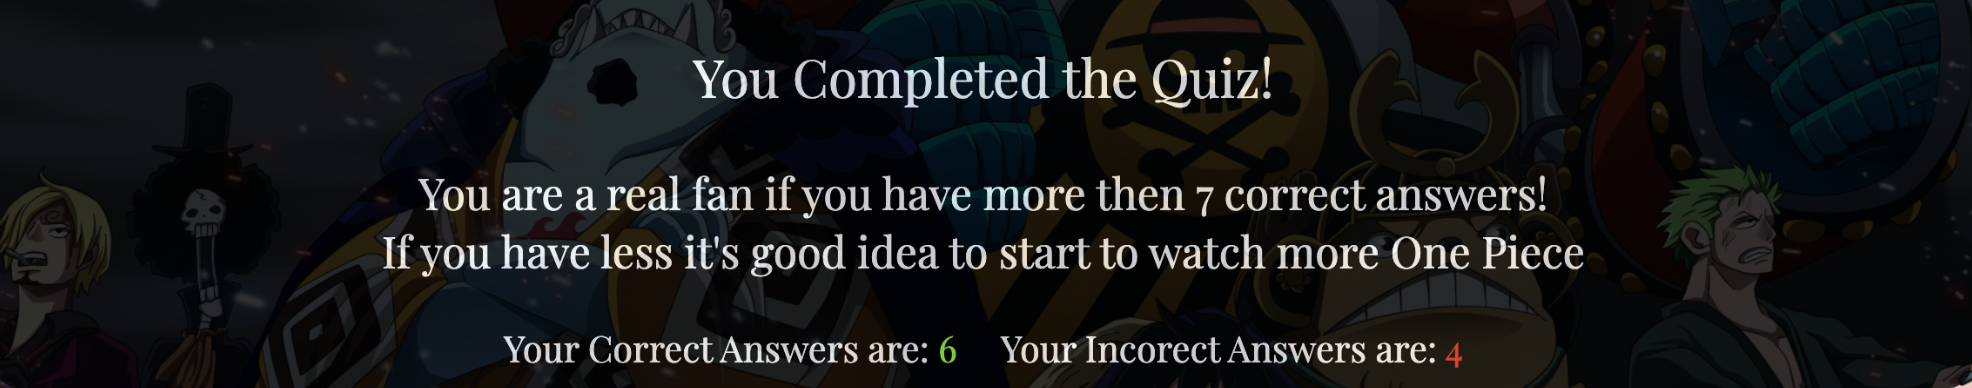 You Completed the Quiz!
You are a real fan if you have more then 7 correct answers!
If you have less it's good idea to start to watch more One Piece
Your Correct Answers are: 6 Your Incorect Answers are: 4